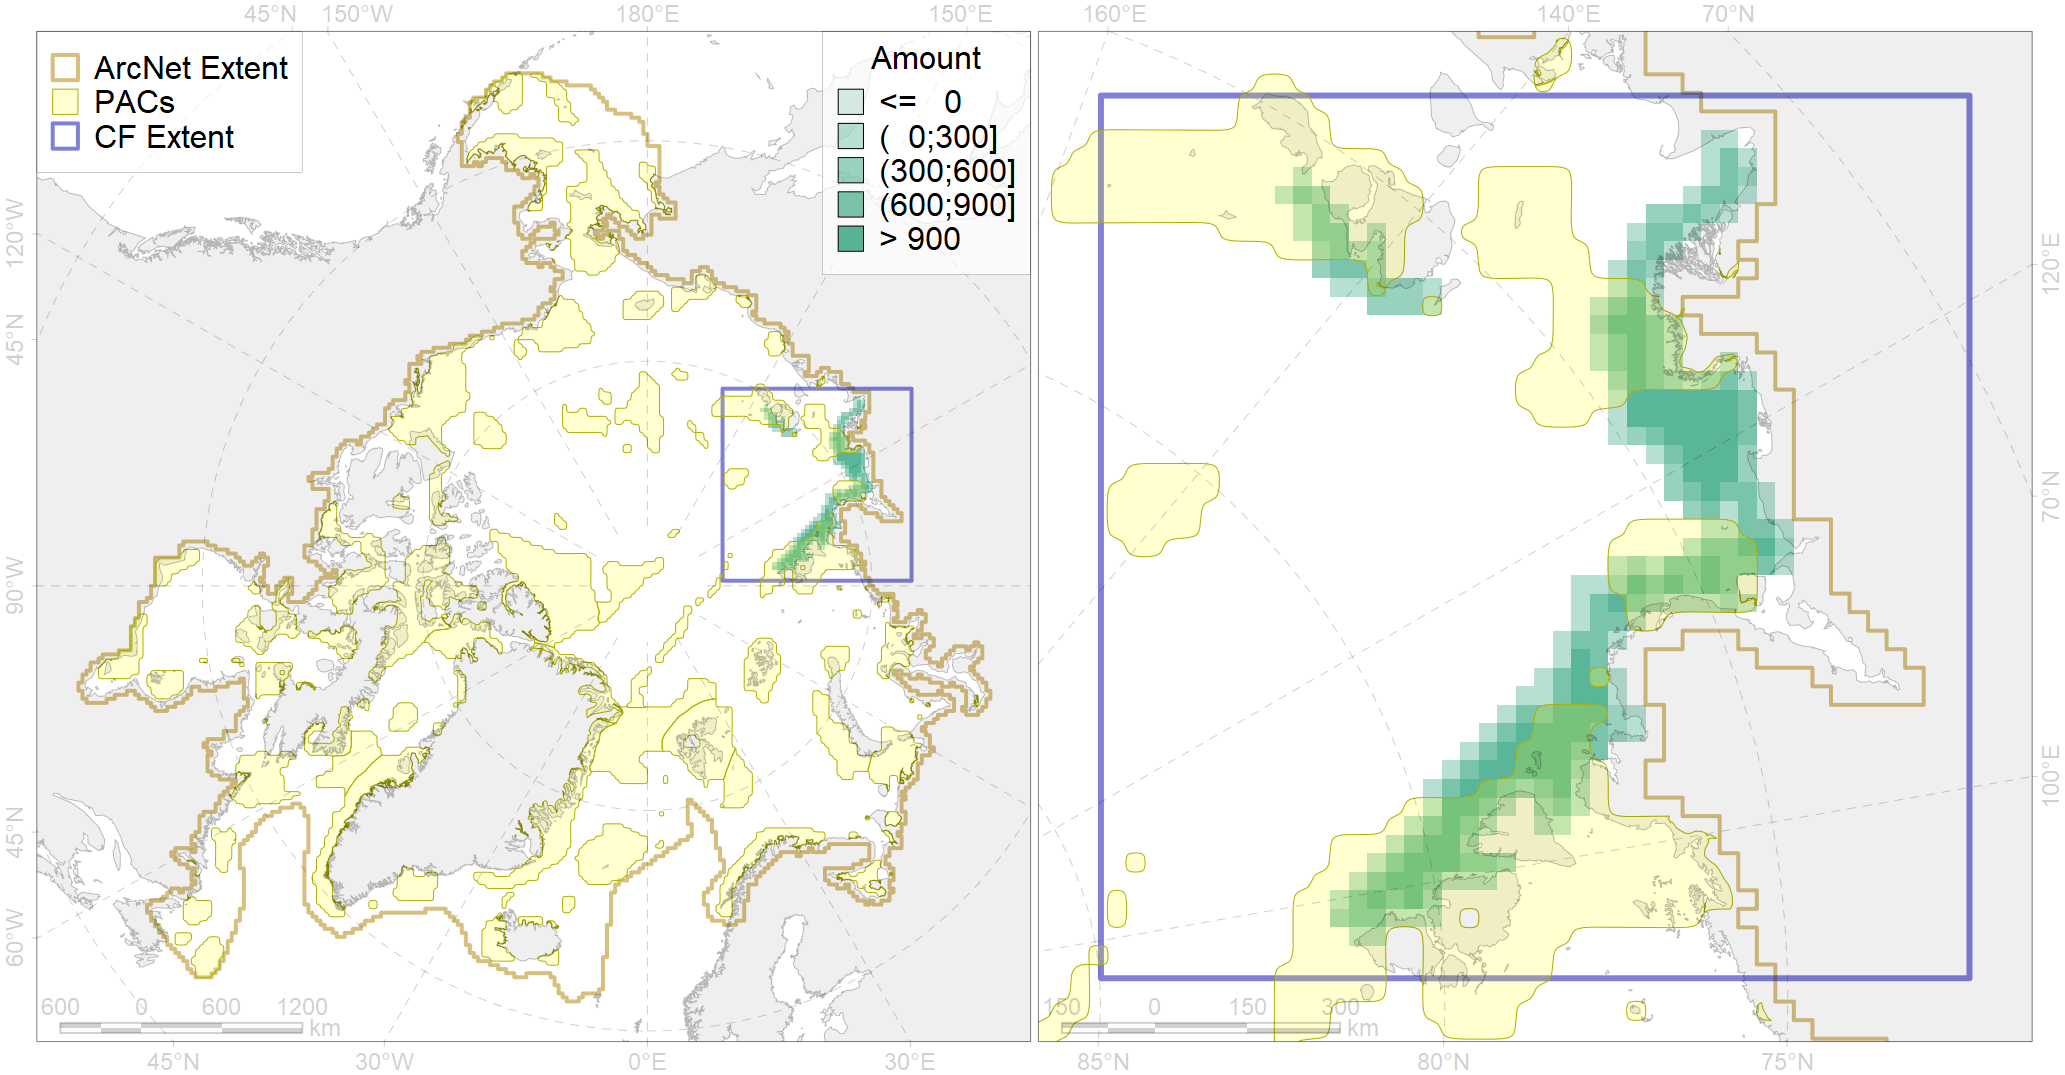 45°N 150°W 180°E 150°E 160°E 140°E 70°N
ArcNet Extent
PACs
CF Extent
Amount
<= 0
( 0;300]
(300;600]
(600;900]
> 900
120°W
45°N
90°W
45°N
60°W
120°E
70°N
100°E
600 0 600 1200
km
150 0 150 300
km
45°N 30°W 0°E 30°E 85°N 80°N 75°N